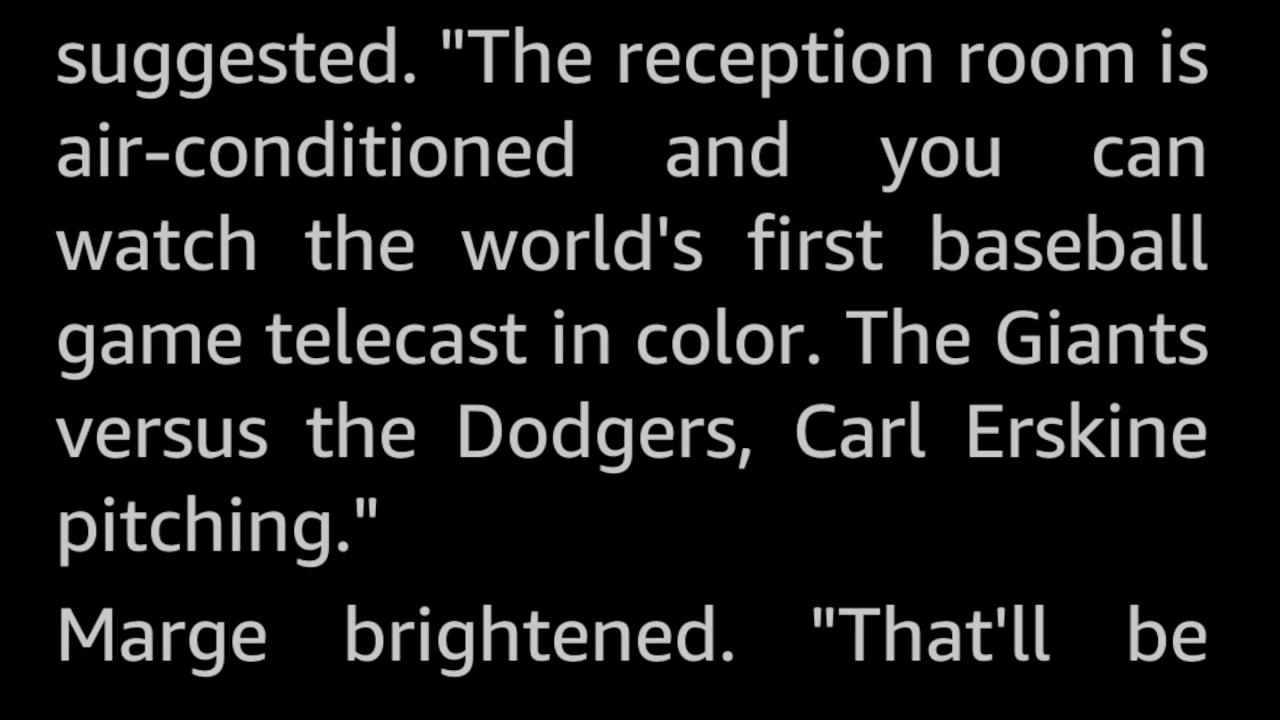 suggested. "The reception room is
air-conditioned and you can
watch the world's first baseball
game telecast in color. The Giants
versus the Dodgers, Carl Erskine
pitching."
Marge brightened. "That'll be